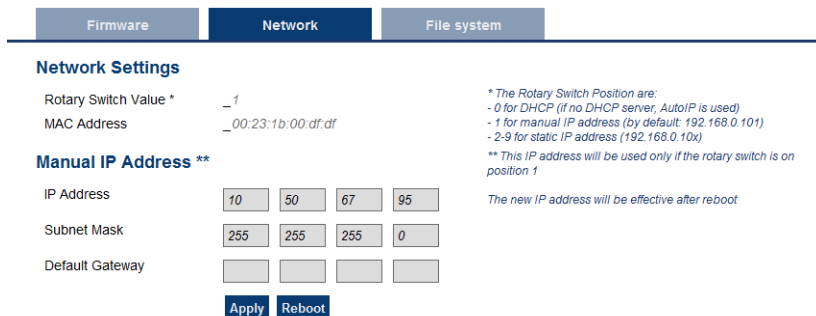 Firmware
Network
File system
Network Settings
Rotary Switch Value *
_1
MAC Address
_00:23:1b:00:df:df
* The Rotary Switch Position are:
- 0 for DHCP (if no DHCP server, AutoIP is used)
- 1 for manual IP address (by default: 192.168.0.101)
- 2-9 for static IP address (192.168.0.10x)
** This IP address will be used only if the rotary switch is on
position 1
The new IP address will be effective after reboot
Manual IP Address **
IP Address
10 50 67 95
Subnet Mask
255 255 255 0
Default Gateway
Apply Reboot